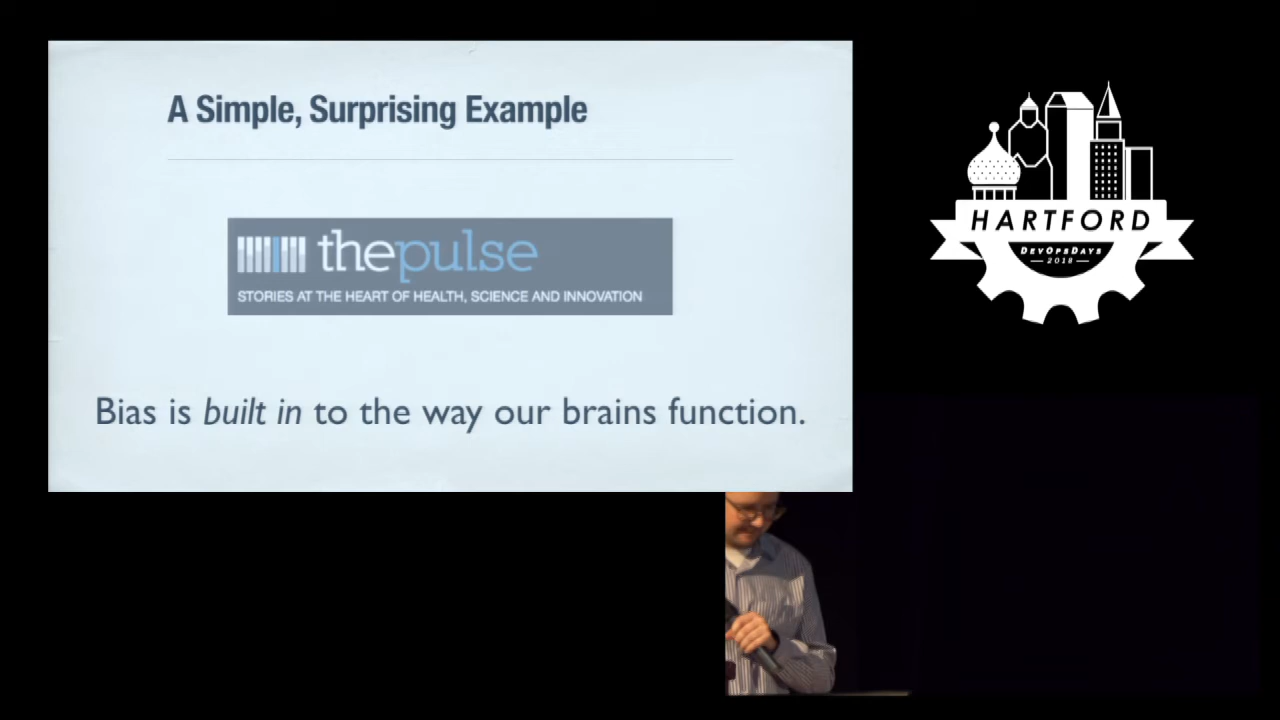 A Simple, Surprising Example
thepulse
STORIES AT THE HEART OF HEALTH, SCIENCE AND INNOVATION
Bias is built in to the way our brains function.
HARTFORD
DEVOPSDAYS
2018